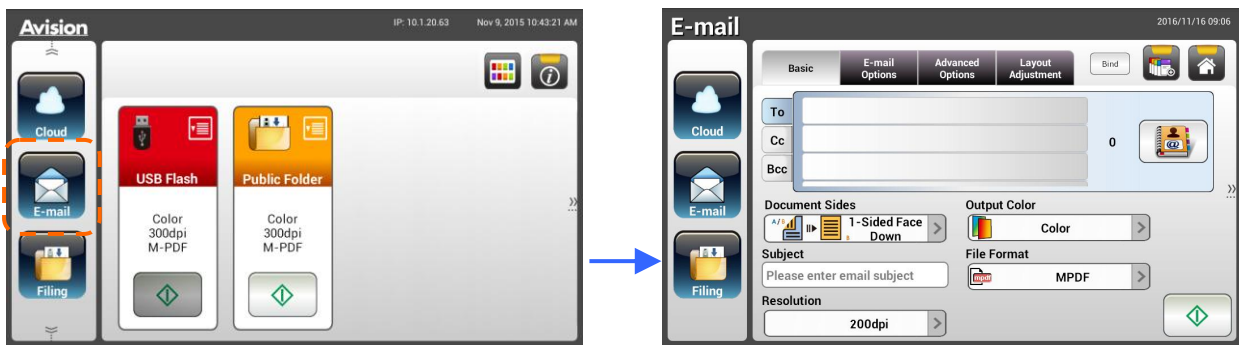 Avision
IP: 10.1.20.63 Nov 9, 2015 10:43:21 AM
Cloud
E-mail
Filing
USB Flash
Color
300dpi
M-PDF
Public Folder
Color
300dpi
M-PDF
E-mail
2016/11/16 09:06
Cloud
E-mail
Filing
Basic
E-mail
Options
Advanced
Options
Layout
Adjustment
Bind
To
Cc
Bcc
0
Document Sides
1-Sided Face
Down
Output Color
Color
Subject
Please enter email subject
File Format
MPDF
Resolution
200dpi